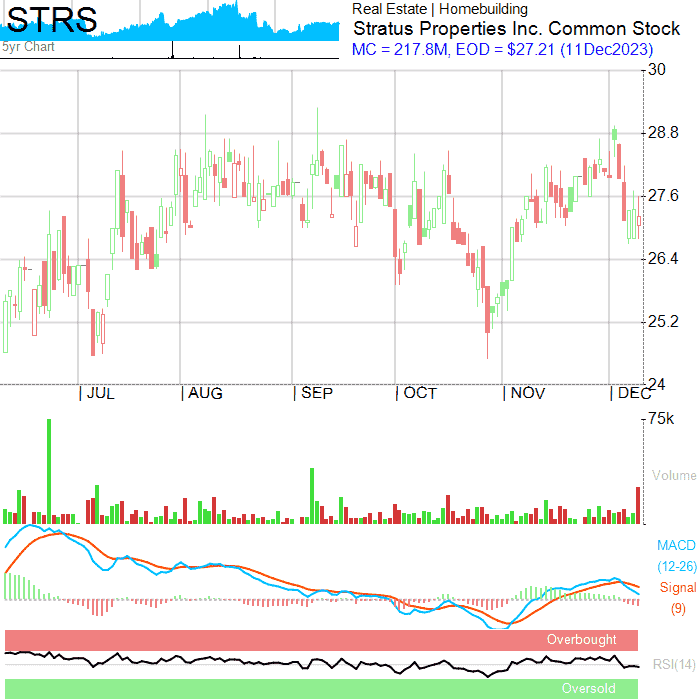 STRS
5yr Chart
Real Estate | Homebuilding
Stratus Properties Inc. Common Stock
MC = 217.8M, EOD = $27.21 (11Dec2023)
30
28.8
27.6
26.4
25.2
24
| JUL | AUG | SEP | OCT | NOV | DEC
75k
Volume
MACD
(12-26)
Signal
(9)
Overbought
RSI(14)
Oversold